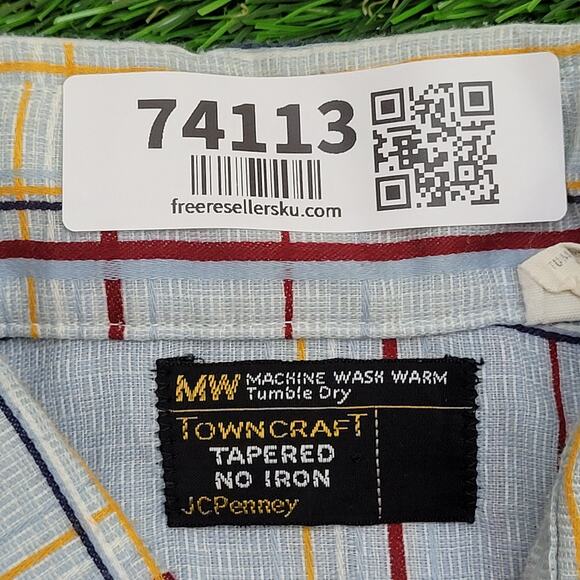 74113
freeresellersku.com
MW MACHINE WASH WARM
Tumble Dry
TOWNCRAFT
TAPERED
NO IRON
JCPenney